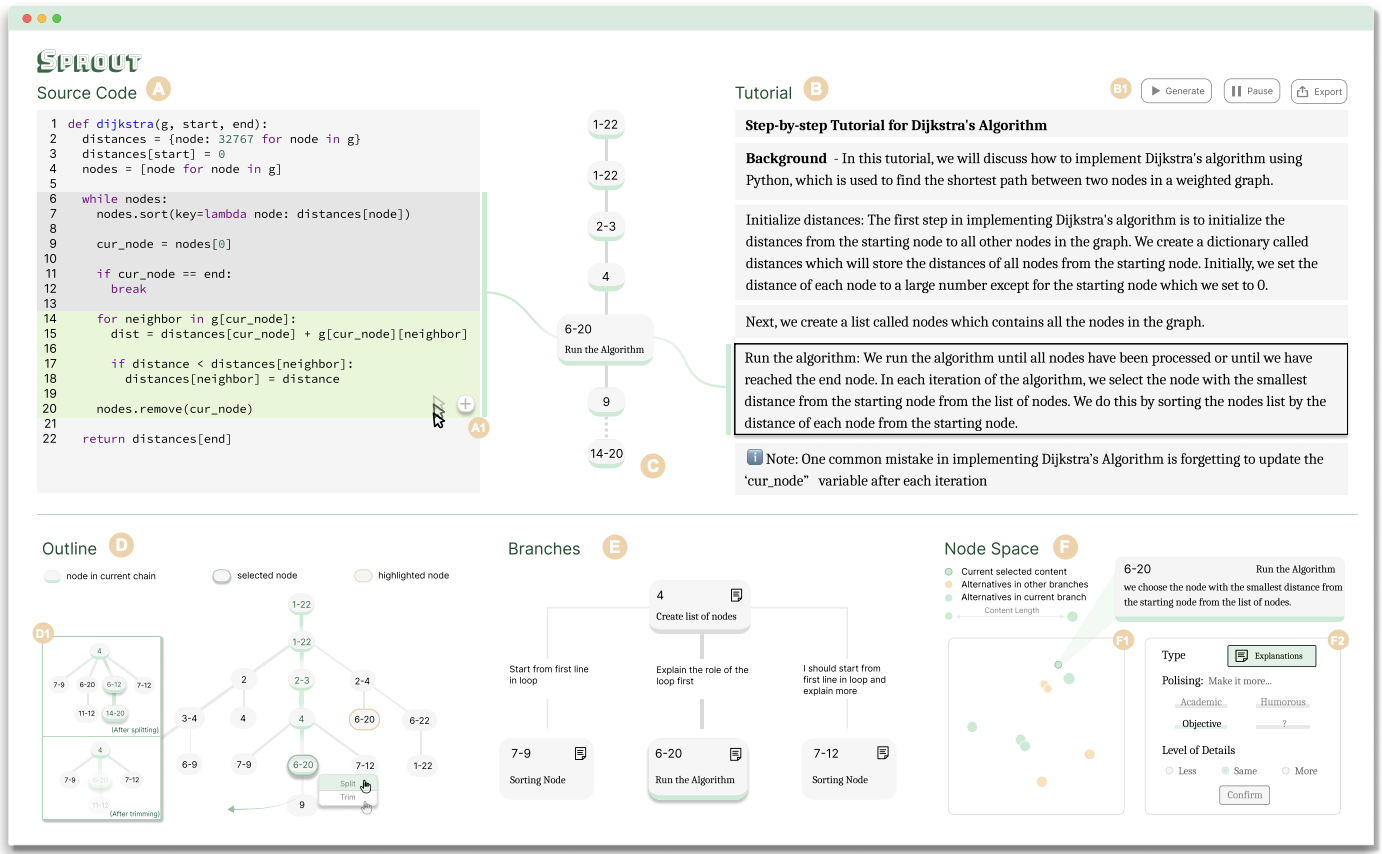 SPROUT
Source Code A
1 def dijkstra(g, start, end):
2 distances = {node: 32767 for node in g}
3 distances[start] = 0
4 nodes = [node for node in g]
5
6 while nodes:
7 nodes.sort(key=lambda node: distances[node])
8
9 cur_node = nodes[0]
10
11 if cur_node == end:
12 break
13
14 for neighbor in g[cur_node]:
15 dist = distances[cur_node] + g[cur_node][neighbor]
16
17 if distance < distances[neighbor]:
18 distances[neighbor] = distance
19
20 nodes.remove(cur_node)
21
22 return distances[end]
A1
1-22
1-22
2-3
4
6-20
Run the Algorithm
9
14-20
C
Tutorial B
B1 Generate Pause Export
Step-by-step Tutorial for Dijkstra's Algorithm
Background - In this tutorial, we will discuss how to implement Dijkstra's algorithm using
Python, which is used to find the shortest path between two nodes in a weighted graph.
Initialize distances: The first step in implementing Dijkstra's algorithm is to initialize the
distances from the starting node to all other nodes in the graph. We create a dictionary called
distances which will store the distances of all nodes from the starting node. Initially, we set the
distance of each node to a large number except for the starting node which we set to 0.
Next, we create a list called nodes which contains all the nodes in the graph.
Run the algorithm: We run the algorithm until all nodes have been processed or until we have
reached the end node. In each iteration of the algorithm, we select the node with the smallest
distance from the starting node from the list of nodes. We do this by sorting the nodes list by the
distance of each node from the starting node.
Note: One common mistake in implementing Dijkstra’s Algorithm is forgetting to update the
‘cur_node” variable after each iteration
Outline D
node in current chain selected node highlighted node
1-22
1-22
2 2-3 2-4
3-4 4 4 6-20 6-22
6-9 7-9 6-20 7-12 1-22
9
Split
Trim
D1
4
7-9 6-20 6-12 7-12
11-12 14-20
(After splitting)
4
7-9 6-20 7-12
11-12
(After trimming)
Branches E
4
Create list of nodes
Start from first line
in loop
Explain the role of the
loop first
I should start from
first line in loop and
explain more
7-9
Sorting Node
6-20
Run the Algorithm
7-12
Sorting Node
Node Space F
Current selected content
Alternatives in other branches
Alternatives in current branch
Content Length
6-20 Run the Algorithm
we choose the node with the smallest distance from
the starting node from the list of nodes.
F1
F2
Type Explanations
Polising: Make it more...
Academic Humorous
Objective ?
Level of Details
Less Same More
Confirm